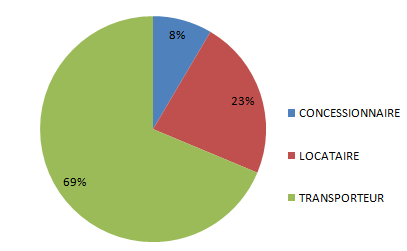 8%
23%
69%
CONCESSIONNAIRE
LOCATAIRE
TRANSPORTEUR